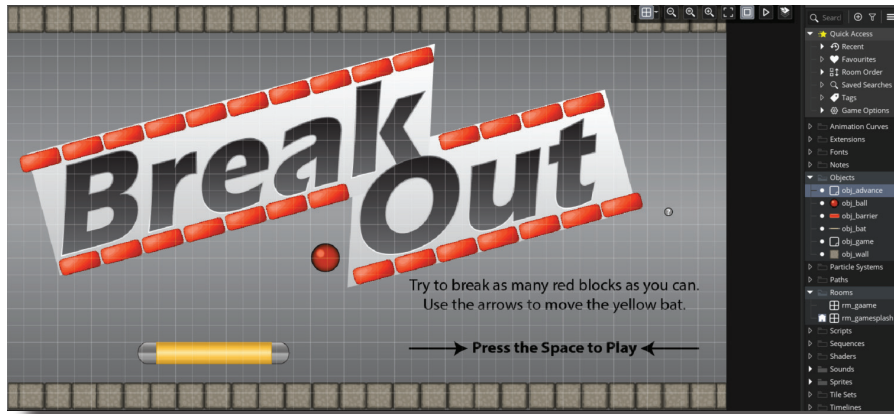 Break
Out
Try to break as many red blocks as you can.
Use the arrows to move the yellow bat.
Press the Space to Play
Searcl
Quick Access
Recent
Favourites
Room Order
Saved Searches
Tags
Game Options
Animation Curves
Extensions
Fonts
Notes
Objects
obj_advance
obj_ball
obj_barrier
obj_bat
obj_game
obj_wall
Particle Systems
Paths
Rooms
rm_gaame
rm_gamesplash
Scripts
Sequences
Shaders
Sounds
Sprites
Tile Sets
Timelines